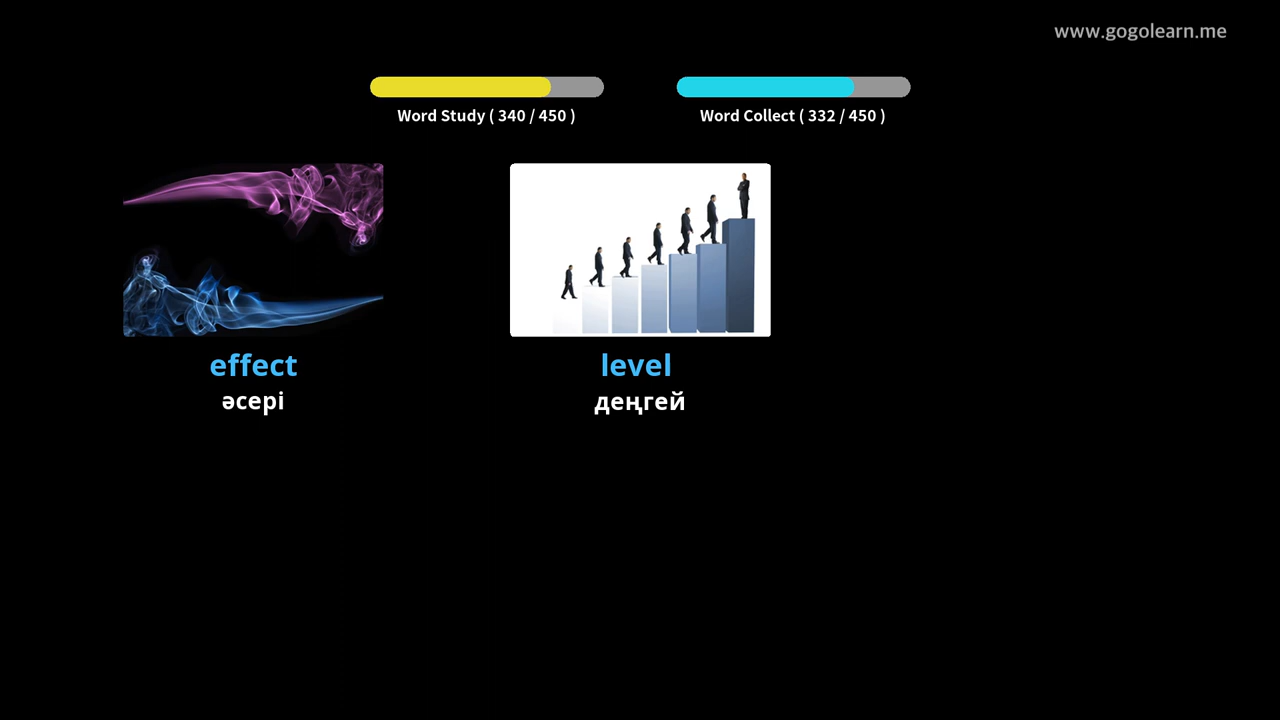 www.gogolearn.me
Word Study ( 340 / 450 )
Word Collect ( 332 / 450 )
effect
әсері
level
деңгей